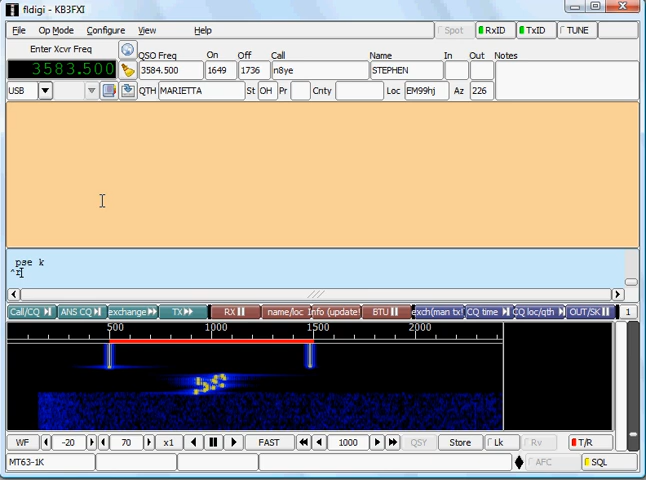 fldigi - KB3FXI
File Op Mode Configure View Help Spot RxID TxID TUNE
Enter Xcvr Freq QSO Freq On Off Call Name In Out Notes
3583.500 3584.500 1649 1736 n8ye STEPHEN
USB QTH MARIETTA St OH Pr Cnty Loc EM99hj Az 226
pse k
^r
Call/CQ ANS CQ exchange TX RX name/loc Info (update! BTU exch(man tx! CQ time CQ loc/qth OUT/SK 1
500 1000 1500 2000
WF -20 70 x1 FAST 1000 QSY Store Lk Rv T/R
MT63-1K AFC SQL